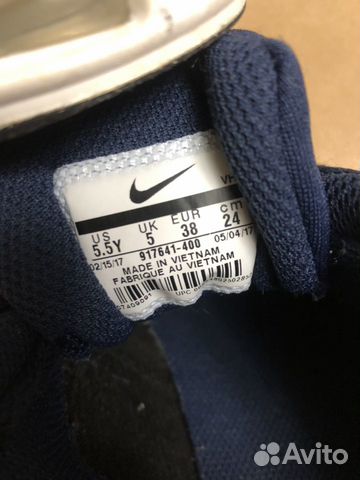 US UK EUR cm
5.5Y 5 38 24
02/15/17 05/04/17
917641-400
MADE IN VIETNAM
FABRIQUE AU VIETNAM
UPC
Avito